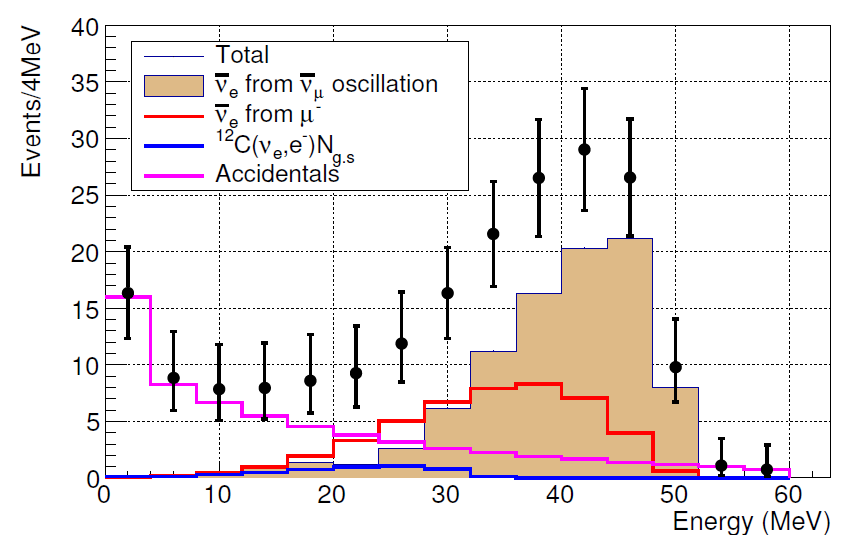 Events/4MeV
40
35
30
25
20
15
10
5
0
Total
ν̅e from ν̅μ oscillation
ν̅e from μ-
12C(νe,e-)Ng.s
Accidentals
0 10 20 30 40 50 60
Energy (MeV)